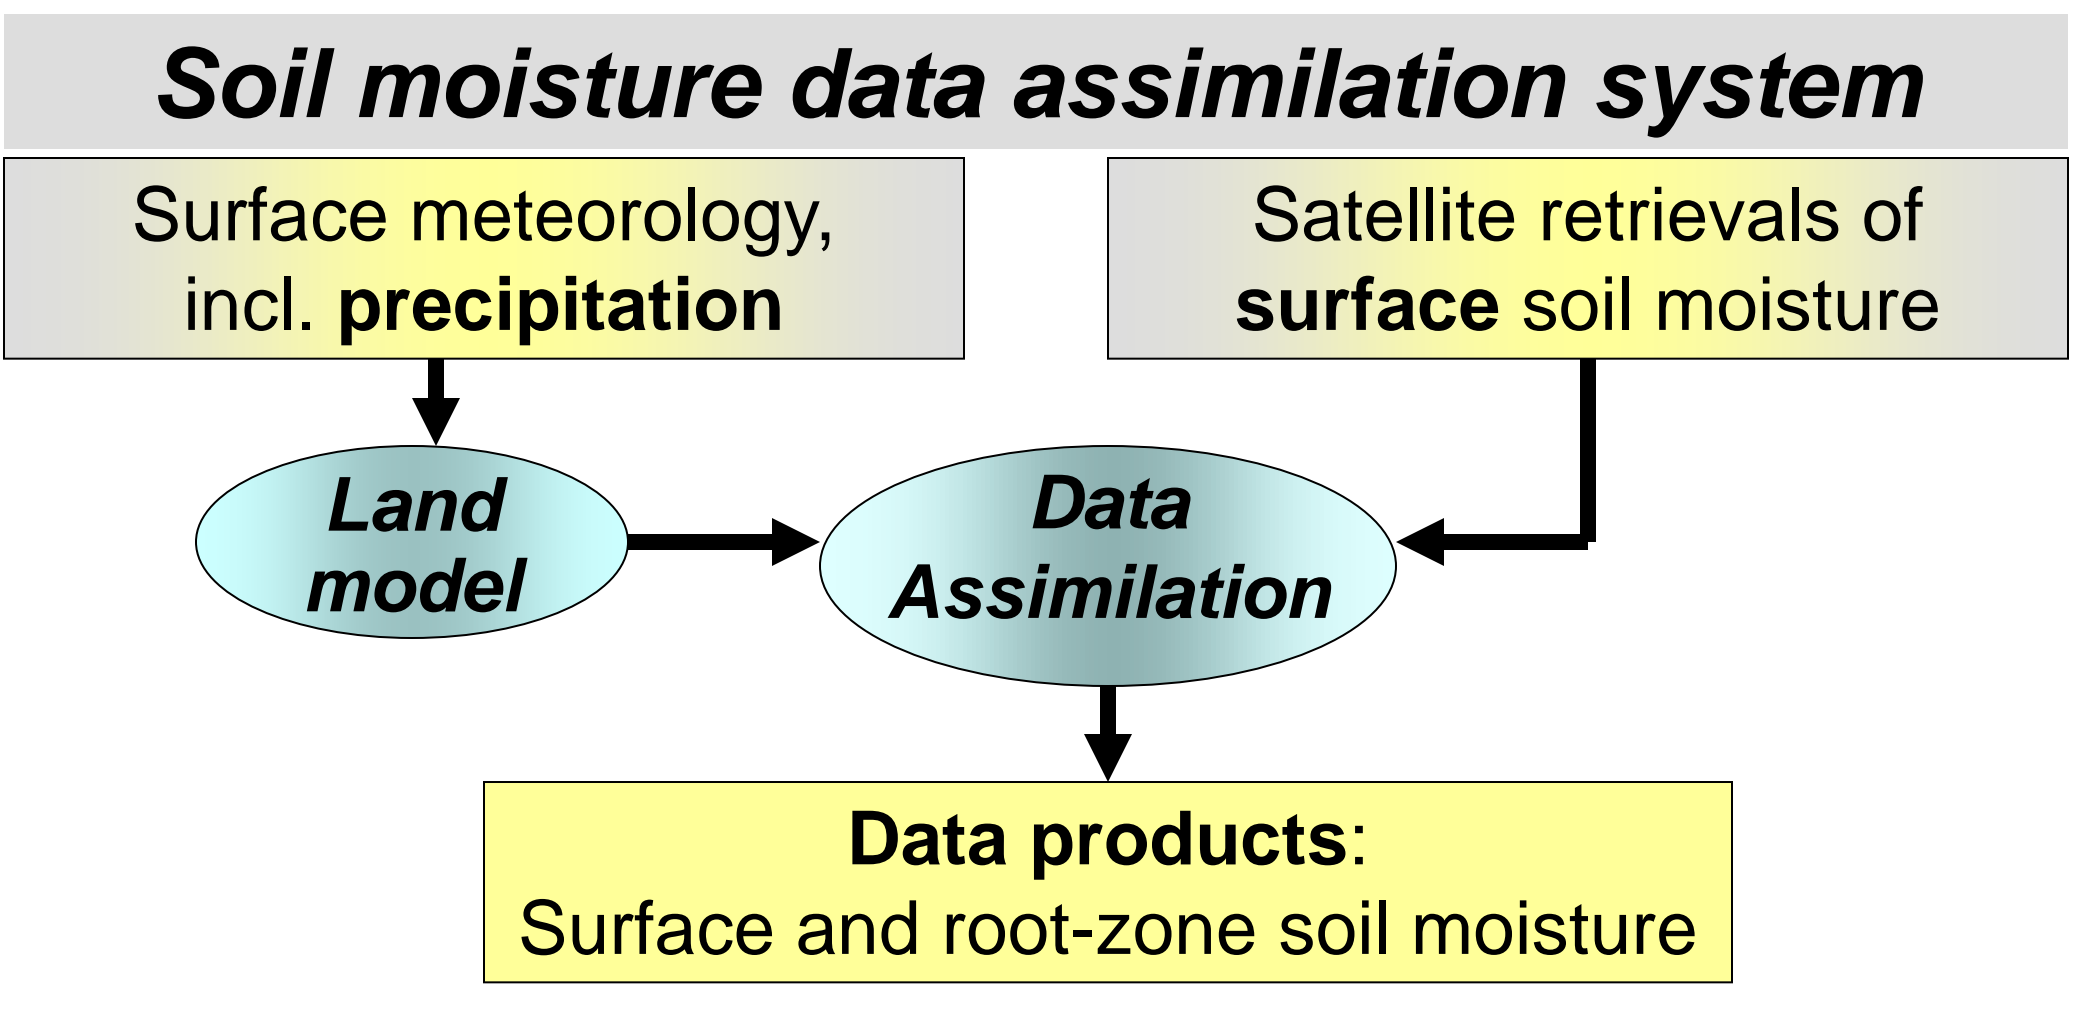 Soil moisture data assimilation system
Surface meteorology,
incl. precipitation
Satellite retrievals of
surface soil moisture
Land
model
Data
Assimilation
Data products:
Surface and root-zone soil moisture